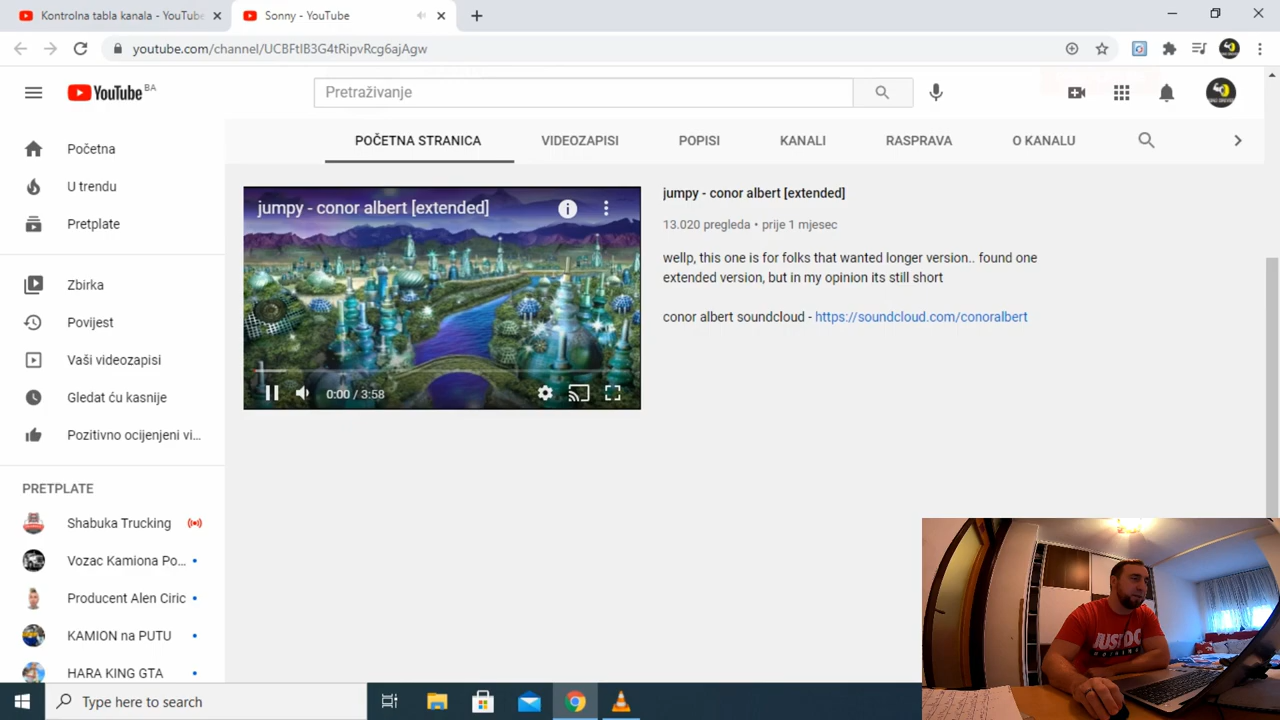 Kontrolna tabla kanala - YouTube
Sonny - YouTube
youtube.com/channel/UCBFtIB3G4tRipvRcg6ajAgw
YouTube BA
Pretraživanje
POČETNA STRANICA
VIDEOZAPISI
POPISI
KANALI
RASPRAVA
O KANALU
Početna
U trendu
Pretplate
Zbirka
Povijest
Vaši videozapisi
Gledat ću kasnije
Pozitivno ocijenjeni vi...
PRETPLATE
Shabuka Trucking
Vozac Kamiona Po...
Producent Alen Ciric
KAMION na PUTU
HARA KING GTA
jumpy - conor albert [extended]
0:00 / 3:58
jumpy - conor albert [extended]
13.020 pregleda • prije 1 mjesec
wellp, this one is for folks that wanted longer version.. found one
extended version, but in my opinion its still short
conor albert soundcloud - https://soundcloud.com/conoralbert
JUST DO
Type here to search